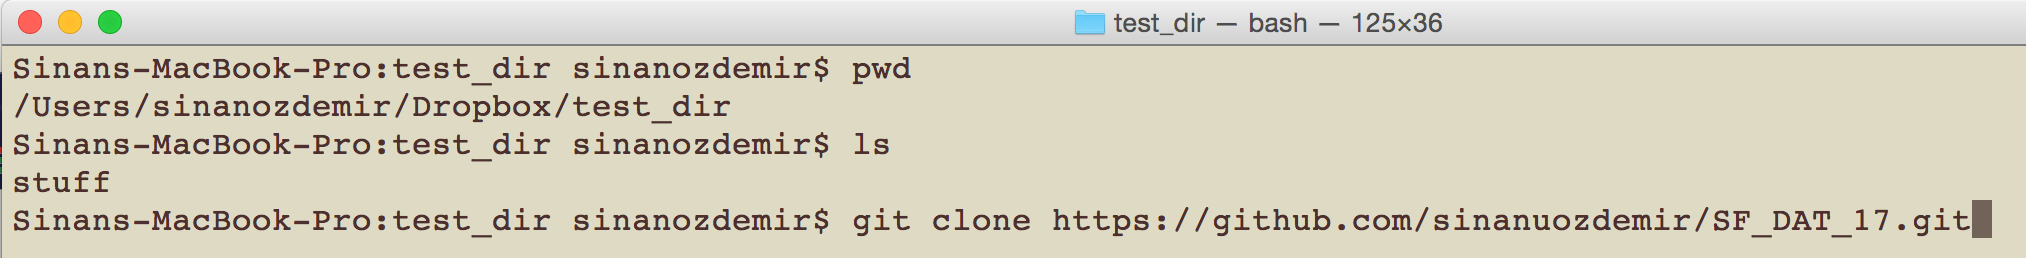 test_dir — bash — 125×36
Sinans-MacBook-Pro:test_dir sinanozdemir$ pwd
/Users/sinanozdemir/Dropbox/test_dir
Sinans-MacBook-Pro:test_dir sinanozdemir$ ls
stuff
Sinans-MacBook-Pro:test_dir sinanozdemir$ git clone https://github.com/sinanuozdemir/SF_DAT_17.git